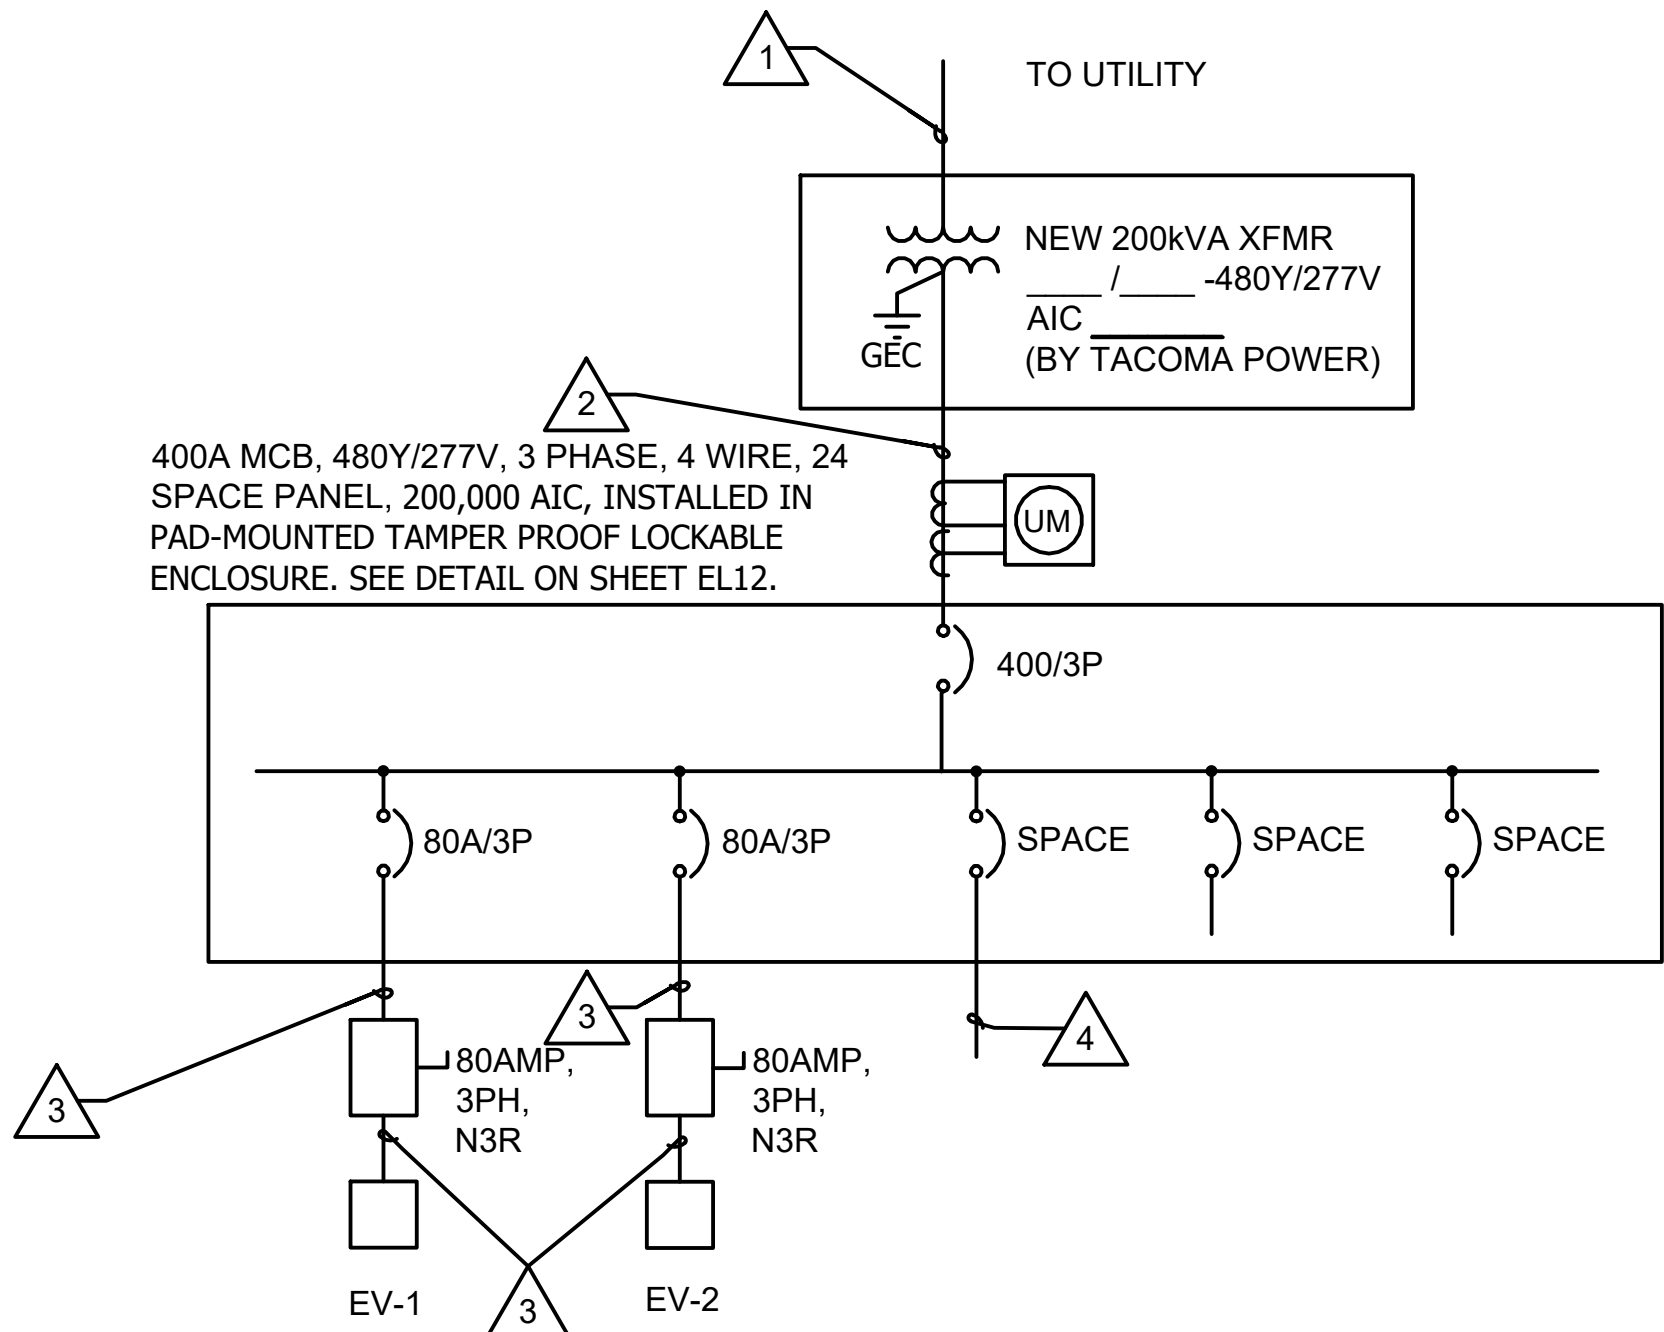 1
TO UTILITY
NEW 200kVA XFMR
____ /____ -480Y/277V
AIC _______
(BY TACOMA POWER)
GEC
2
400A MCB, 480Y/277V, 3 PHASE, 4 WIRE, 24
SPACE PANEL, 200,000 AIC, INSTALLED IN
PAD-MOUNTED TAMPER PROOF LOCKABLE
ENCLOSURE. SEE DETAIL ON SHEET EL12.
UM
400/3P
80A/3P
80A/3P
SPACE
SPACE
SPACE
3
3
4
80AMP,
3PH,
N3R
80AMP,
3PH,
N3R
EV-1
EV-2
3